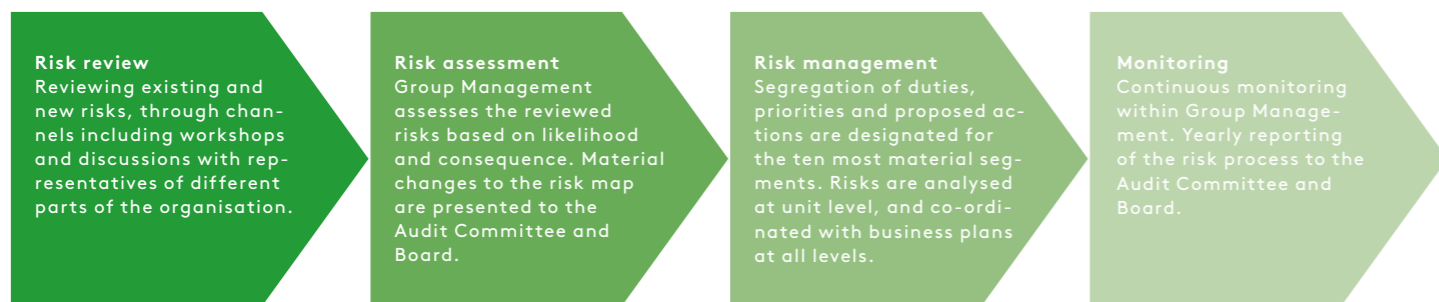 Risk review
Reviewing existing and
new risks, through chan-
nels including workshops
and discussions with rep-
resentatives of different
parts of the organisation.
Risk assessment
Group Management
assesses the reviewed
risks based on likelihood
and consequence. Material
changes to the risk map
are presented to the
Audit Committee and
Board.
Risk management
Segregation of duties,
priorities and proposed ac-
tions are designated for
the ten most material seg-
ments. Risks are analysed
at unit level, and co-ordi-
nated with business plans
at all levels.
Monitoring
Continuous monitoring
within Group Manage-
ment. Yearly reporting
of the risk process to the
Audit Committee and
Board.